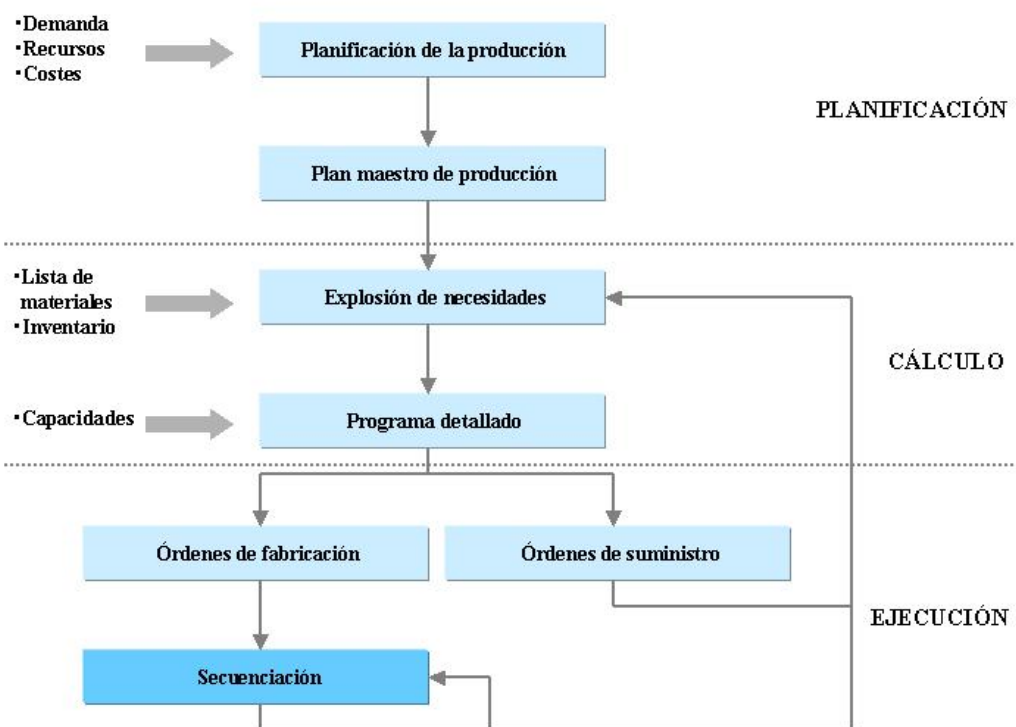 ·Demanda
·Recursos
·Costes
Planificación de la producción
PLANIFICACIÓN
Plan maestro de producción
·Lista de
materiales
·Inventario
Explosión de necesidades
CÁLCULO
·Capacidades
Programa detallado
Órdenes de fabricación
Órdenes de suministro
EJECUCIÓN
Secuenciación